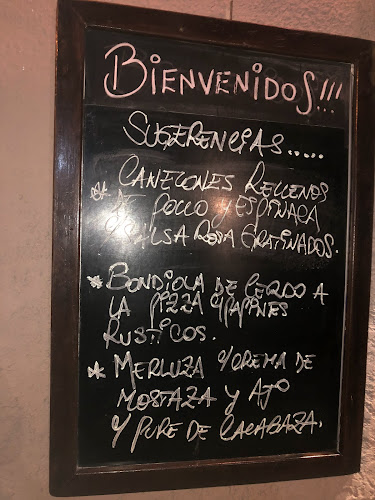 BIENVENIDOS!!!
SUGERENCIAS.....
* CANELONES RELLENOS
DE POLLO Y ESPINACA
SALSA ROSA GRATINADOS.
* BONDIOLA DE CERDO A
LA PIZZA Y PAPINES
RUSTICOS.
* MERLUZA Y CREMA DE
MOSTAZA Y AJO
Y PURE DE CALABAZA.